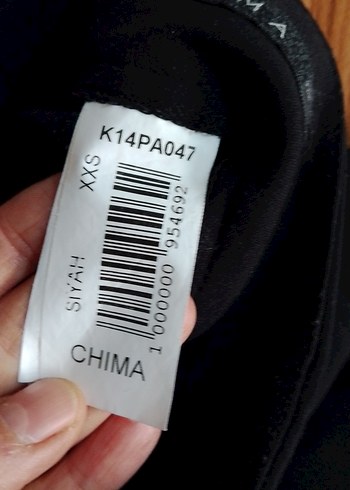 K14PA047
XXS
SIYAH
1 000000 954692
CHIMA